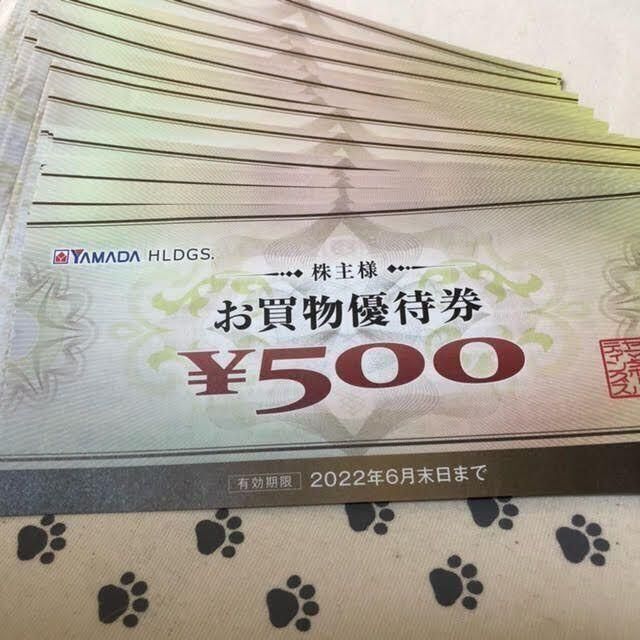 YAMADA HLDGS.
株主様
お買物優待券
¥500
有効期限 2022年6月末日まで